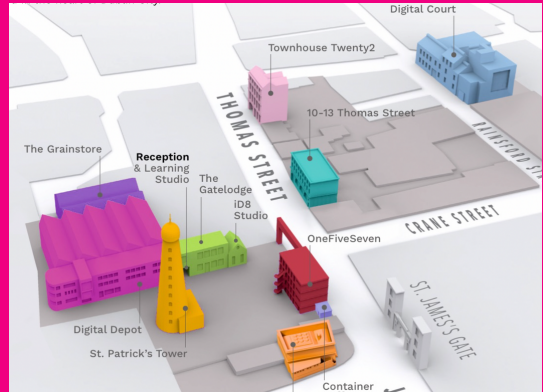 Digital Court
Townhouse Twenty2
THOMAS STREET
10-13 Thomas Street
RAINSFORD
The Grainstore
Reception
& Learning
Studio
The
Gatelodge
iD8
Studio
CRANE STREET
OneFiveSeven
ST. JAMES'S GATE
Digital Depot
St. Patrick's Tower
Container